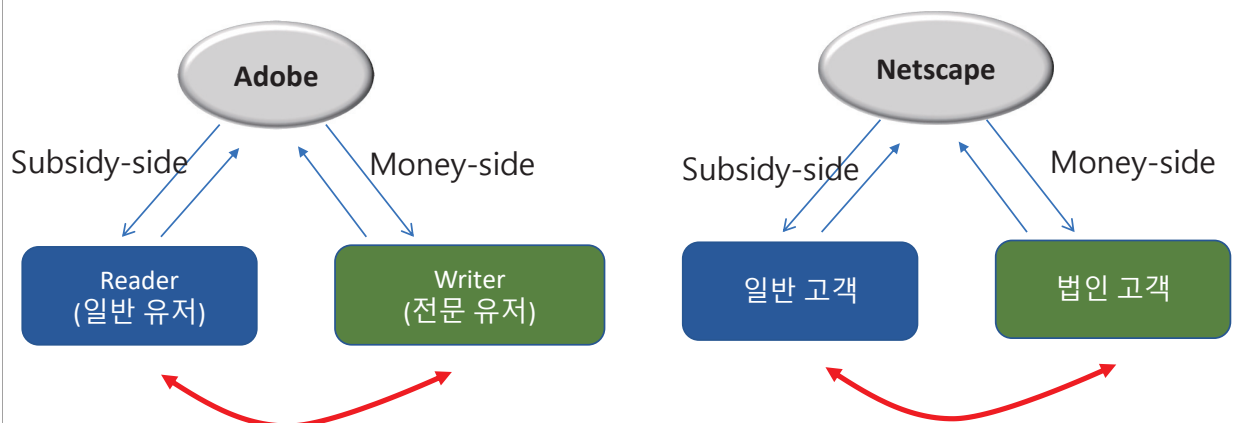 Adobe
Subsidy-side
Money-side
Reader
(일반 유저)
Writer
(전문 유저)
Netscape
Subsidy-side
Money-side
일반 고객
법인 고객